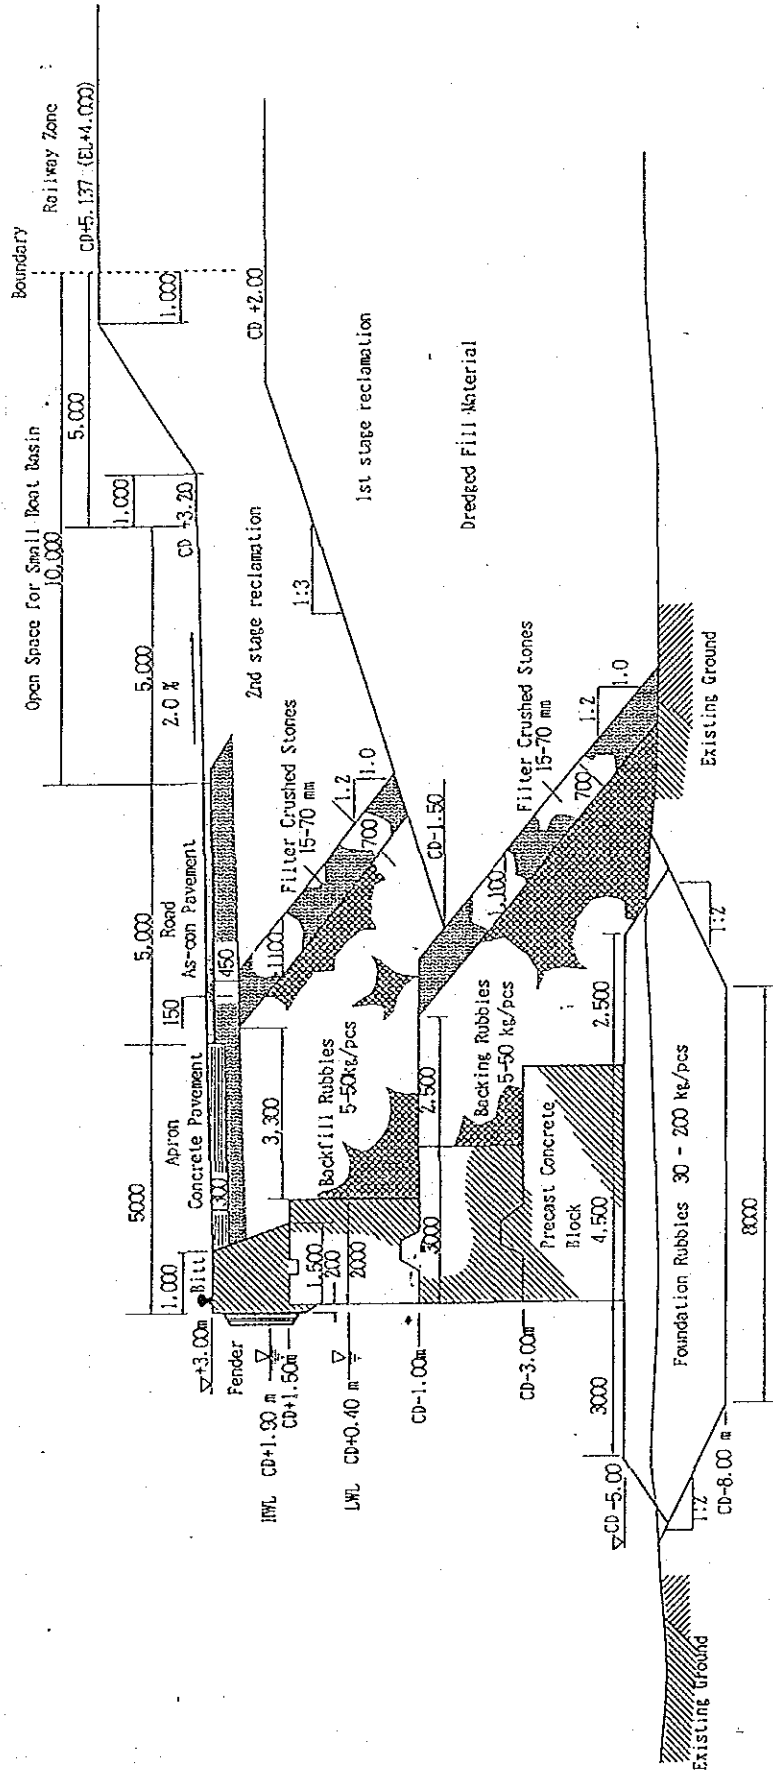 Boundary
Railway Zone
CD+5.137 (EL+4.000)
Open Space for Small Boat Basin
10,000
5,000
1,000
1,000
CD +3.20
CD +2.00
5,000
2.0 %
5,000
Road
As-con Pavement
150
450
5000
Apron
Concrete Pavement
300
1,000
Bitt
+3.00m
Fender
HWL CD+1.90 m
CD+1.50m
LWL CD+0.40 m
CD-1.00m
CD-3.00m
CD-5.00
CD-8.00 m
2nd stage reclamation
1st stage reclamation
1:3
Dredged Fill Material
Filter Crushed Stones
15-70 mm
1:2
1.0
700
1100
CD-1.50
3,300
Backfill Rubbles
5-50kg/pcs
1,500
200
2000
3000
2.500
Filter Crushed Stones
15-70 mm
1:2
1.0
700
1,100
Backing Rubbles
5-50 kg/pcs
Precast Concrete
Block
4,500
2.500
3000
Foundation Rubbles 30 - 200 kg/pcs
8000
1:2
1:2
Existing Ground
Existing Ground